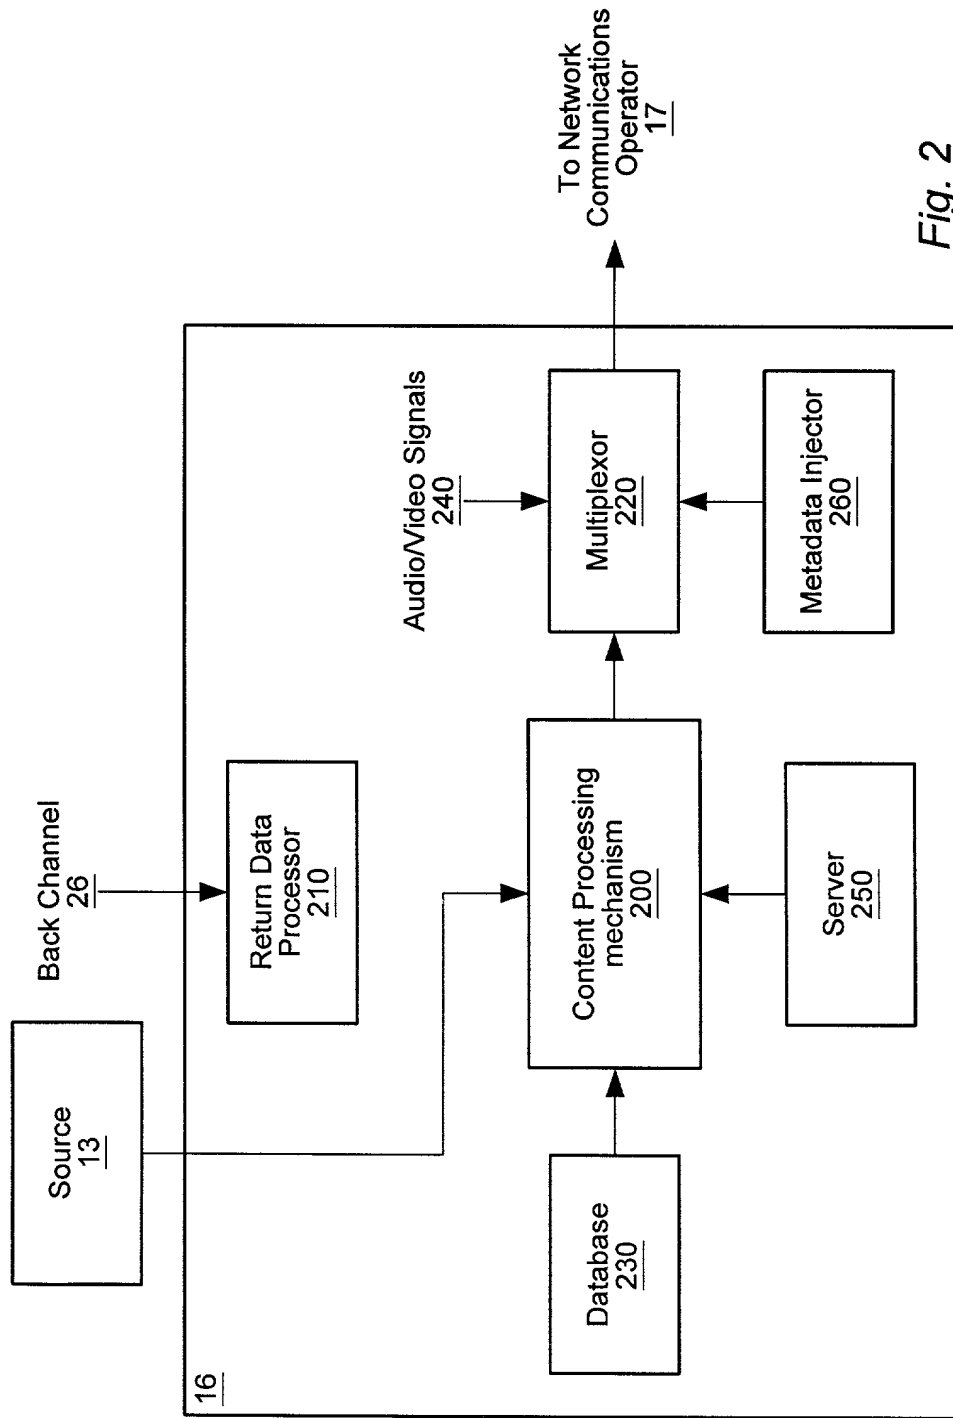 16
Source
13
Back Channel
26
Return Data
Processor
210
Audio/Video Signals
240
To Network
Communications
Operator
17
Database
230
Content Processing
mechanism
200
Multiplexor
220
Server
250
Metadata Injector
260
Fig. 2